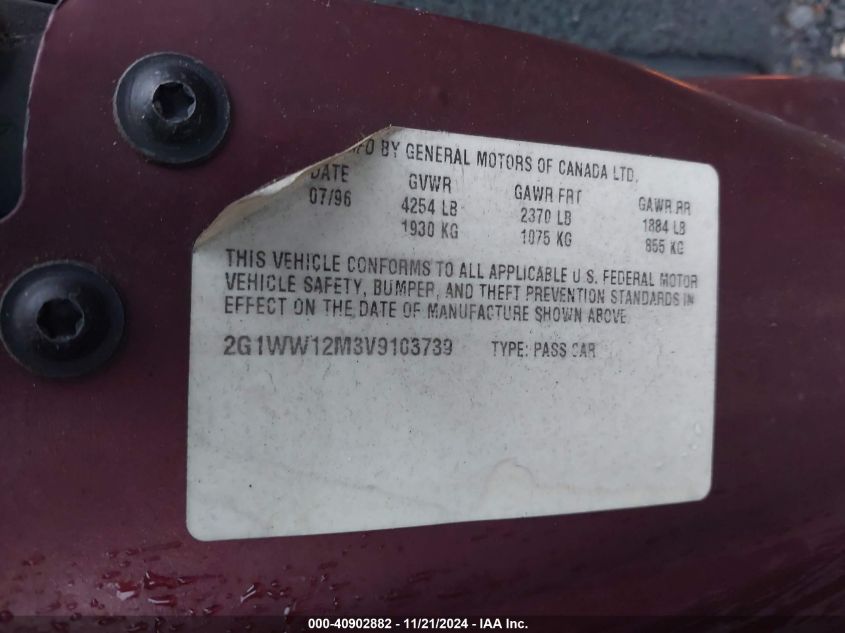 MFD BY GENERAL MOTORS OF CANADA LTD.
DATE GVWR GAWR FRT GAWR RR
07/96 4254 LB 2370 LB 1884 LB
1930 KG 1075 KG 855 KG
THIS VEHICLE CONFORMS TO ALL APPLICABLE U.S. FEDERAL MOTOR
VEHICLE SAFETY, BUMPER, AND THEFT PREVENTION STANDARDS IN
EFFECT ON THE DATE OF MANUFACTURE SHOWN ABOVE.
2G1WW12M3V9103739 TYPE: PASS CAR
000-40902882 - 11/21/2024 - IAA Inc.